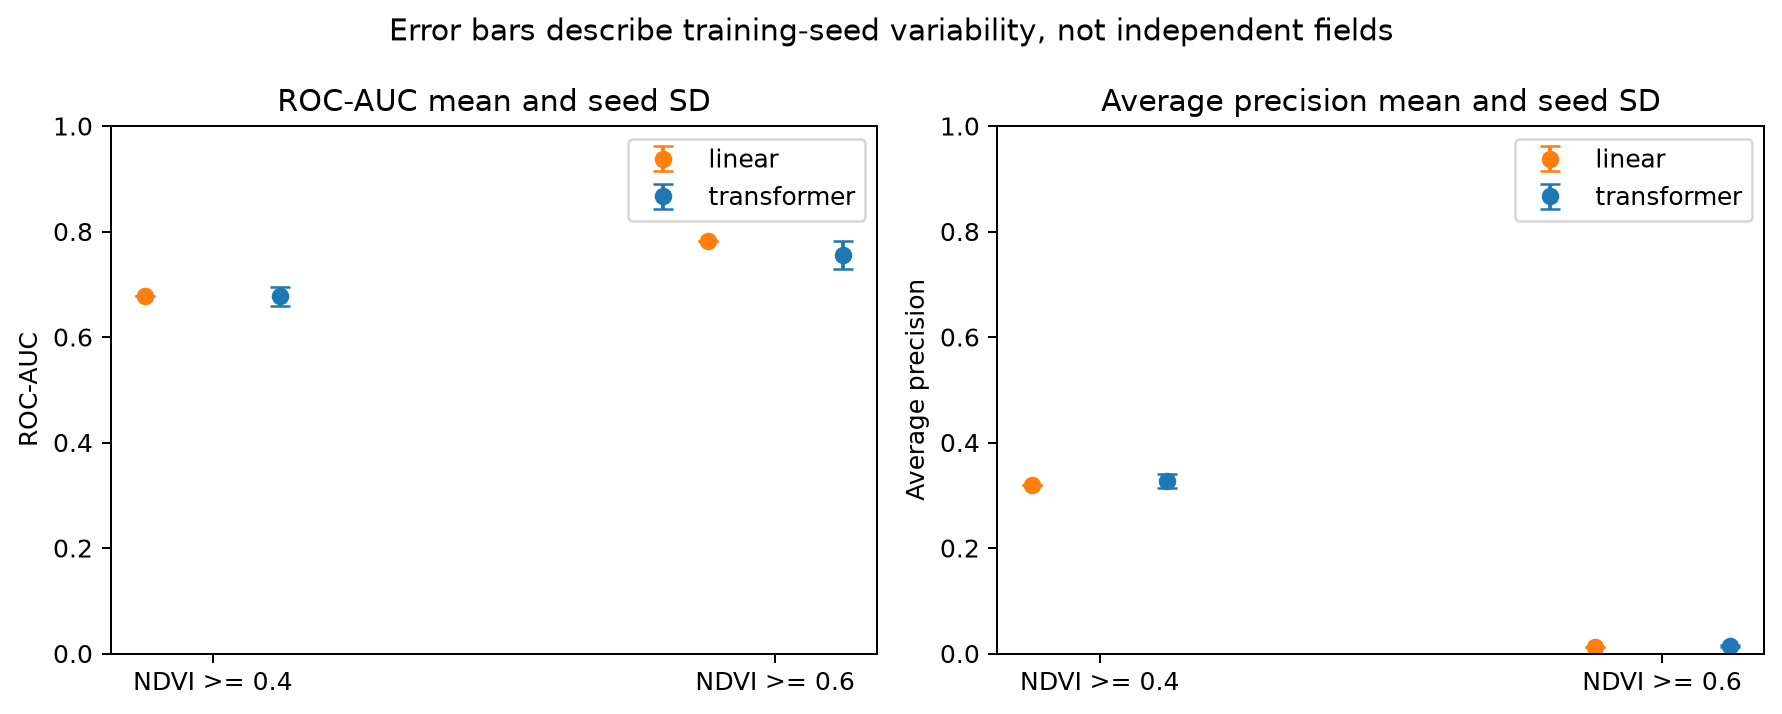 Error bars describe training-seed variability, not independent fields
ROC-AUC mean and seed SD
1.0
0.8
0.6
0.4
0.2
0.0
ROC-AUC
linear
transformer
NDVI >= 0.4
NDVI >= 0.6
Average precision mean and seed SD
1.0
0.8
0.6
0.4
0.2
0.0
Average precision
linear
transformer
NDVI >= 0.4
NDVI >= 0.6